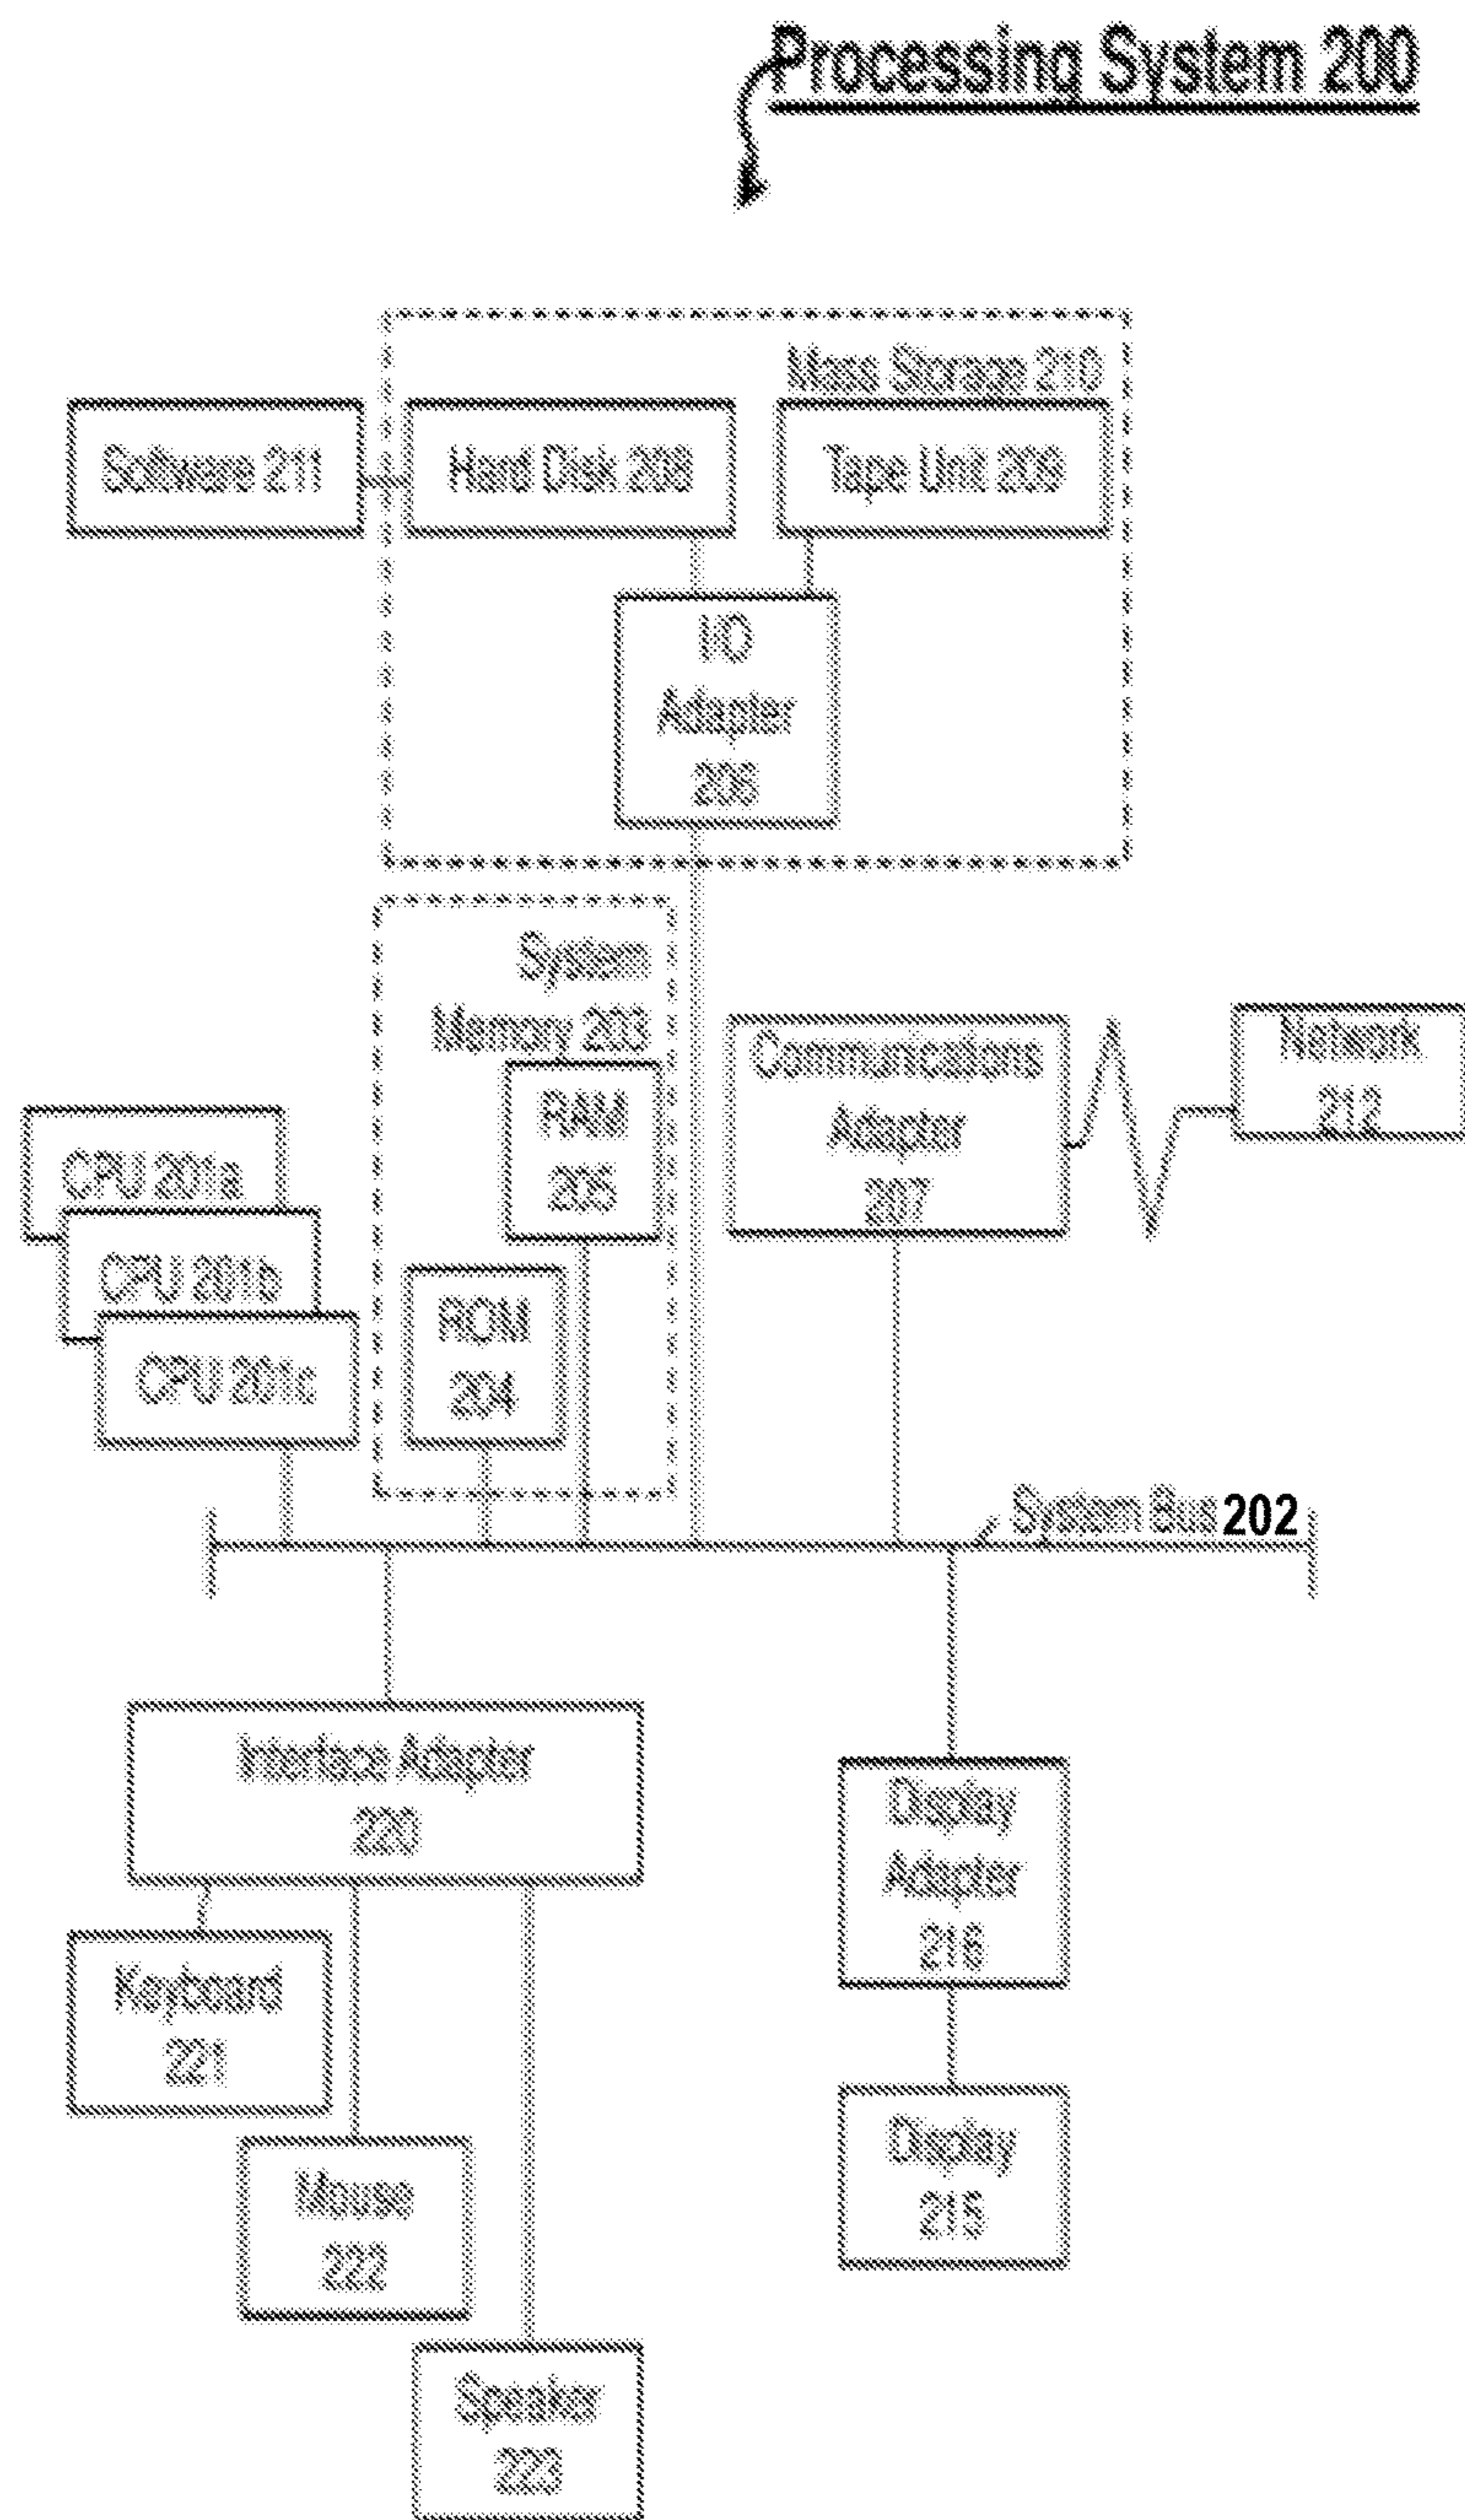 Processing System 200
Mass Storage 210
Software 211
Hard Disk 208
Tape Unit 209
I/O
Adapter
206
System
Memory 203
RAM
205
Communications
Adapter
207
Network
212
CPU 201a
CPU 201b
CPU 201c
ROM
204
System Bus 202
Interface Adapter
220
Display
Adapter
216
Keyboard
221
Display
215
Mouse
222
Speaker
223